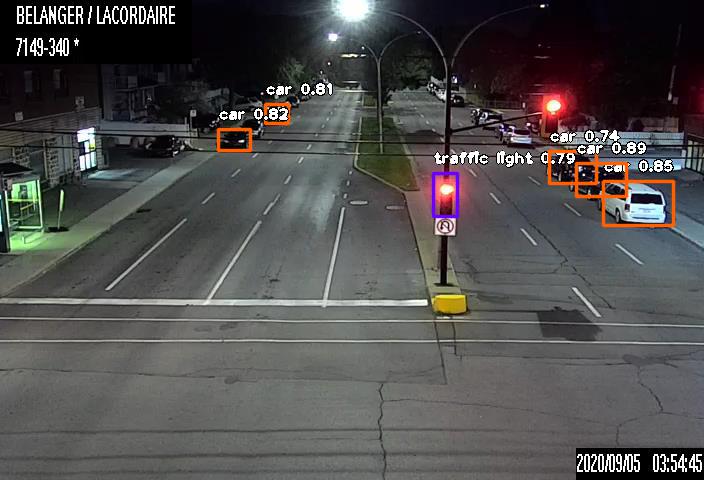 BELANGER / LACORDAIRE
7149-340 *
car 0.81
car 0.82
car 0.74
car 0.89
traffic light 0.79
car 0.85
2020/09/05 03:54:45